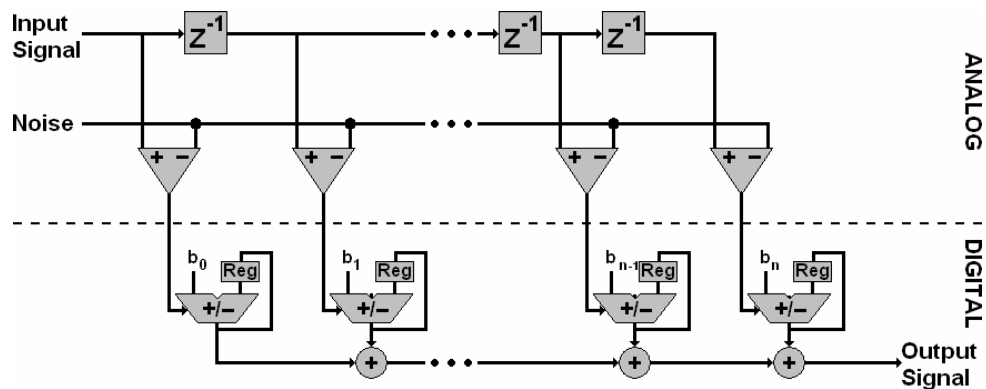 Input
Signal
Z-1
Z-1
Z-1
Noise
ANALOG
+ −
+ −
+ −
+ −
DIGITAL
b0
Reg
b1
Reg
bn-1
Reg
bn
Reg
+/−
+/−
+/−
+/−
+
+
+
Output
Signal